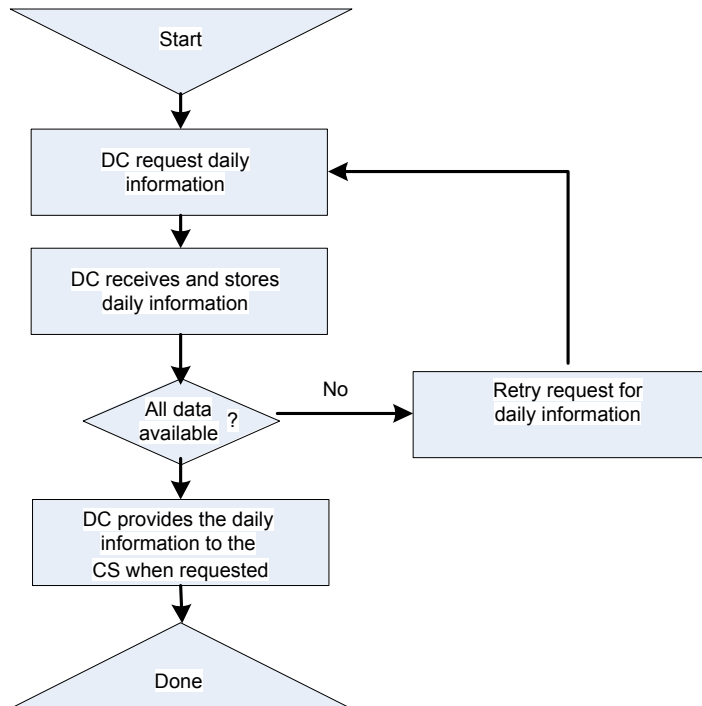 Start
DC request daily
information
DC receives and stores
daily information
All data
available ?
No
Retry request for
daily information
DC provides the daily
information to the
CS when requested
Done